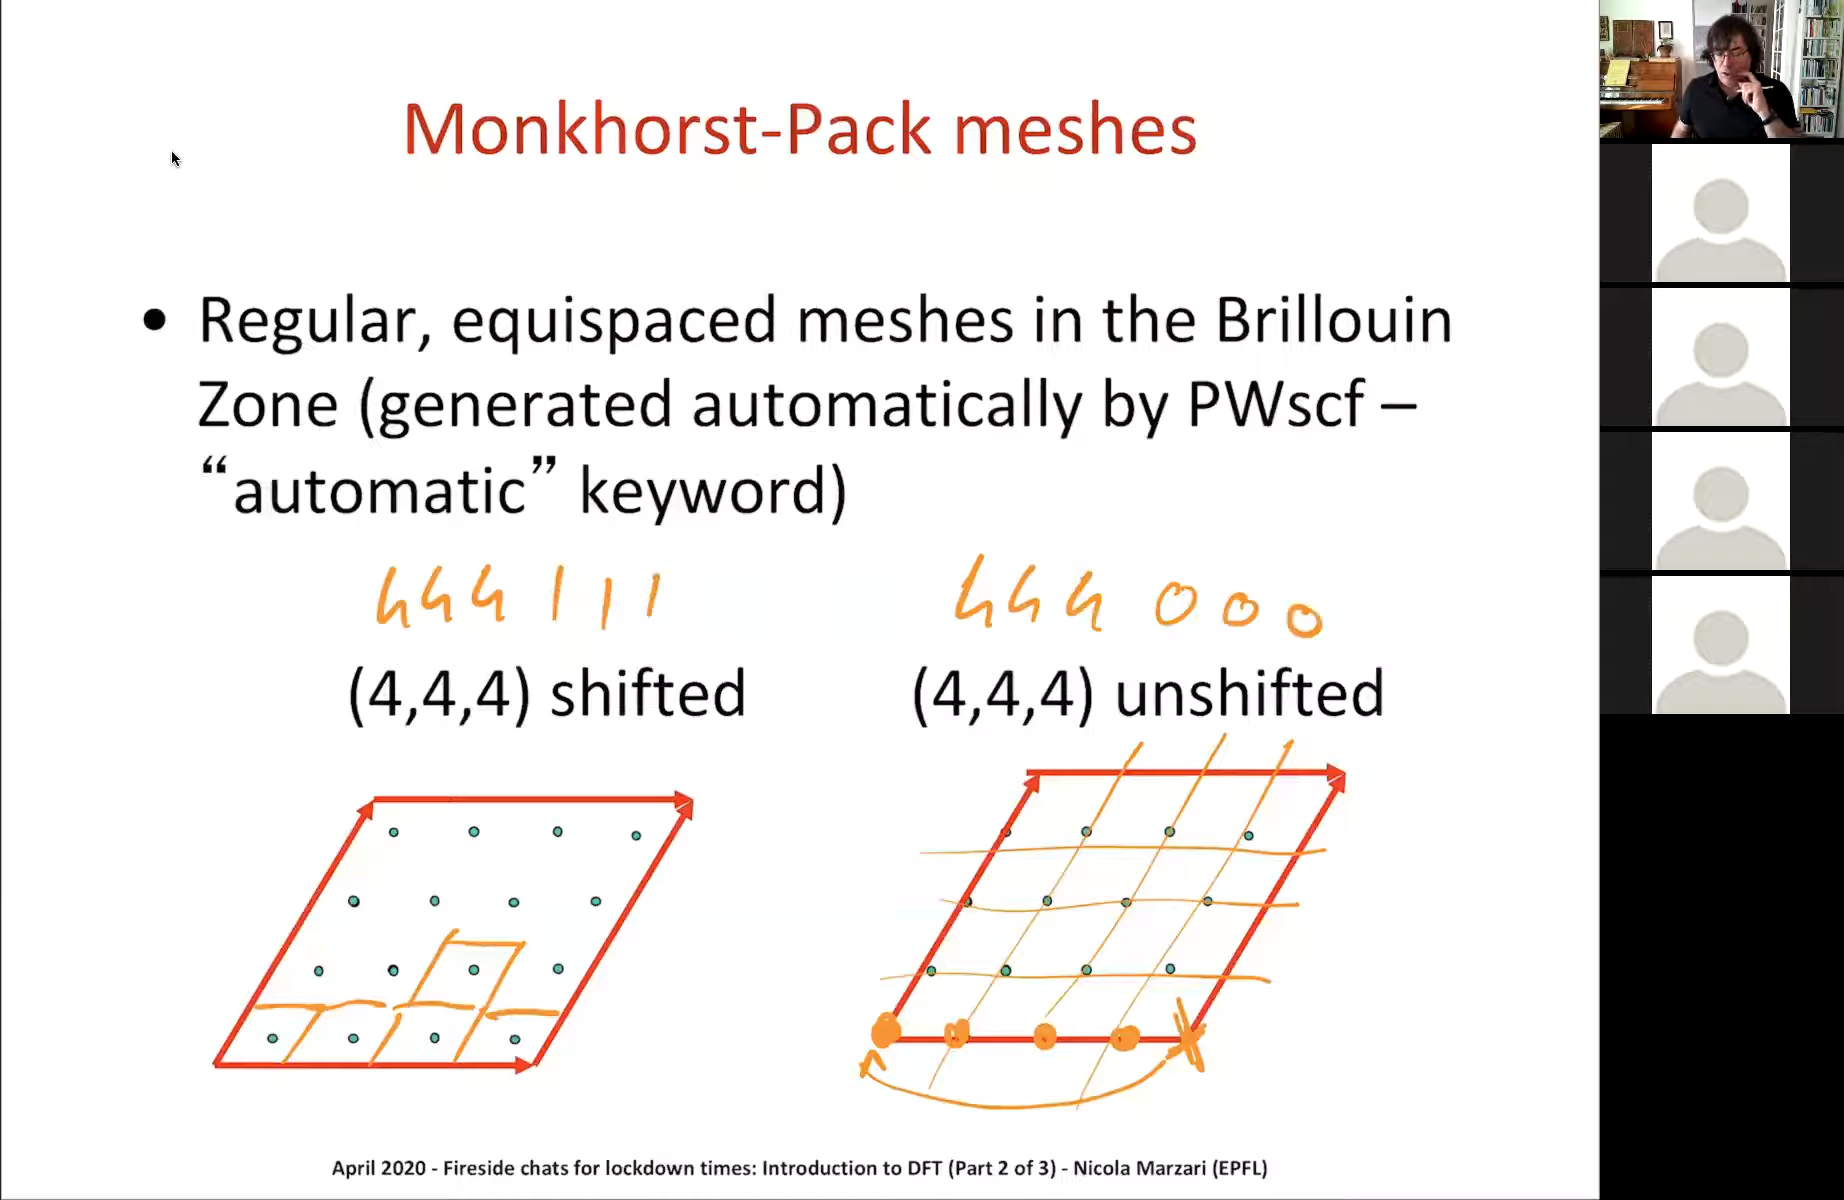 Monkhorst-Pack meshes
• Regular, equispaced meshes in the Brillouin
Zone (generated automatically by PWscf –
“automatic” keyword)
444 111
444 000
(4,4,4) shifted
(4,4,4) unshifted
April 2020 - Fireside chats for lockdown times: Introduction to DFT (Part 2 of 3) - Nicola Marzari (EPFL)